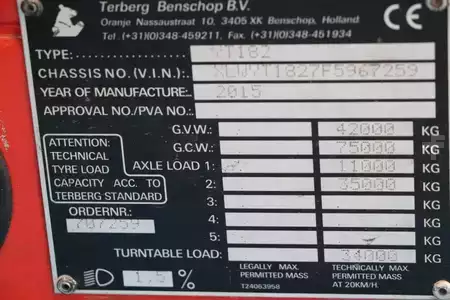 Terberg Benschop B.V.
Oranje Nassaustraat 10, 3405 XK Benschop, Holland
Tel. (+31)(0)348-459211, Fax (+31)(0)348-451934
CE
TYPE: YT182
CHASSIS NO. (V.I.N.) XLWYT1827F5967259
YEAR OF MANUFACTURE: 2015
APPROVAL NO./PVA NO.:
G.V.W.: 42000 KG
G.C.W.: 75000 KG
ATTENTION:
TECHNICAL
TYRE LOAD
CAPACITY ACC. TO
TERBERG STANDARD
AXLE LOAD 1: 11000 KG
2: 35000 KG
3: KG
4: KG
5: KG
ORDERNR.:
707259
TURNTABLE LOAD: 34000 KG
1,5 %
LEGALLY MAX.
PERMITTED MASS
TECHNICALLY MAX.
PERMITTED MASS
AT 20KM/H.
T24063958